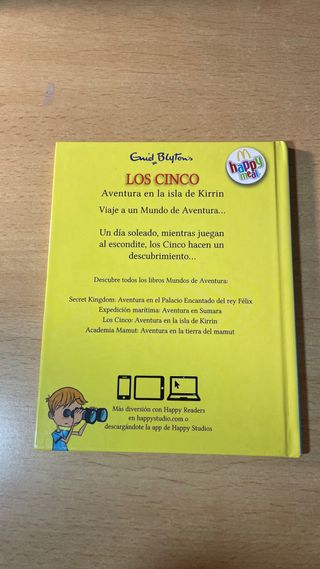 Enid Blyton's
LOS CINCO
Aventura en la isla de Kirrin
Viaje a un Mundo de Aventura...
Un día soleado, mientras juegan
al escondite, los Cinco hacen un
descubrimiento...
Descubre todos los libros Mundos de Aventura:
Secret Kingdom: Aventura en el Palacio Encantado del rey Félix
Expedición marítima: Aventura en Sumara
Los Cinco: Aventura en la isla de Kirrin
Academia Mamut: Aventura en la tierra del mamut
Más diversión con Happy Readers
en happystudio.com o
descargándote la app de Happy Studios
happy
meal